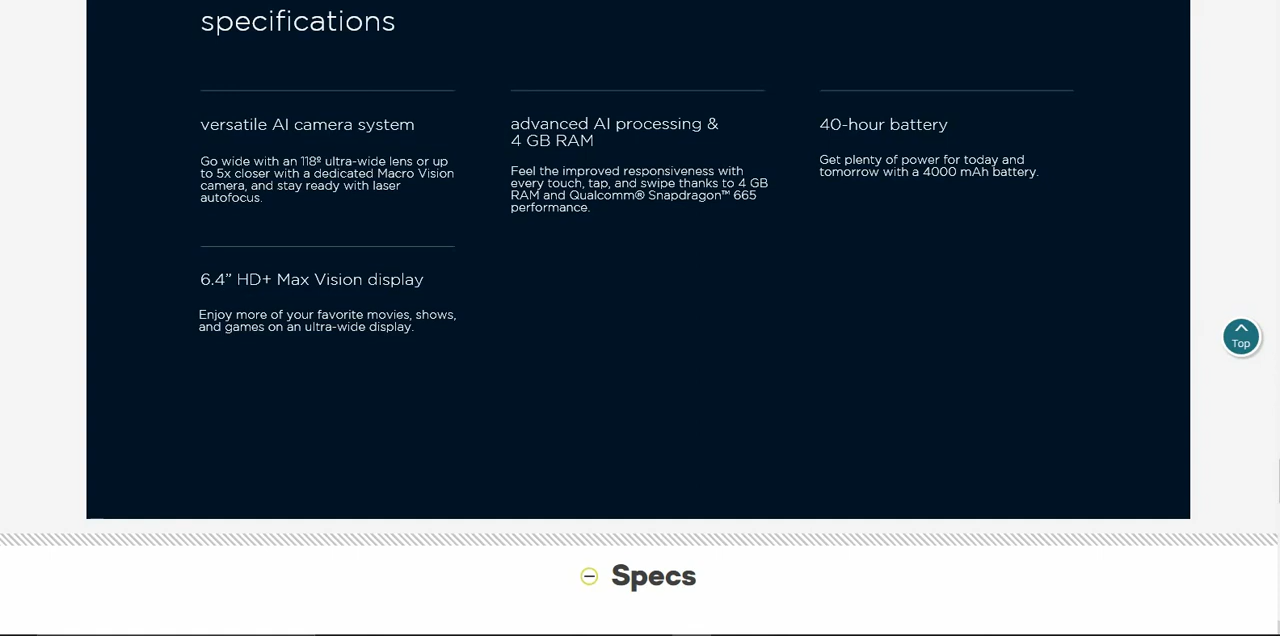 specifications
versatile AI camera system
Go wide with an 118º ultra-wide lens or up
to 5x closer with a dedicated Macro Vision
camera, and stay ready with laser
autofocus.
advanced AI processing &
4 GB RAM
Feel the improved responsiveness with
every touch, tap, and swipe thanks to 4 GB
RAM and Qualcomm® Snapdragon™ 665
performance.
40-hour battery
Get plenty of power for today and
tomorrow with a 4000 mAh battery.
6.4” HD+ Max Vision display
Enjoy more of your favorite movies, shows,
and games on an ultra-wide display.
Top
Specs